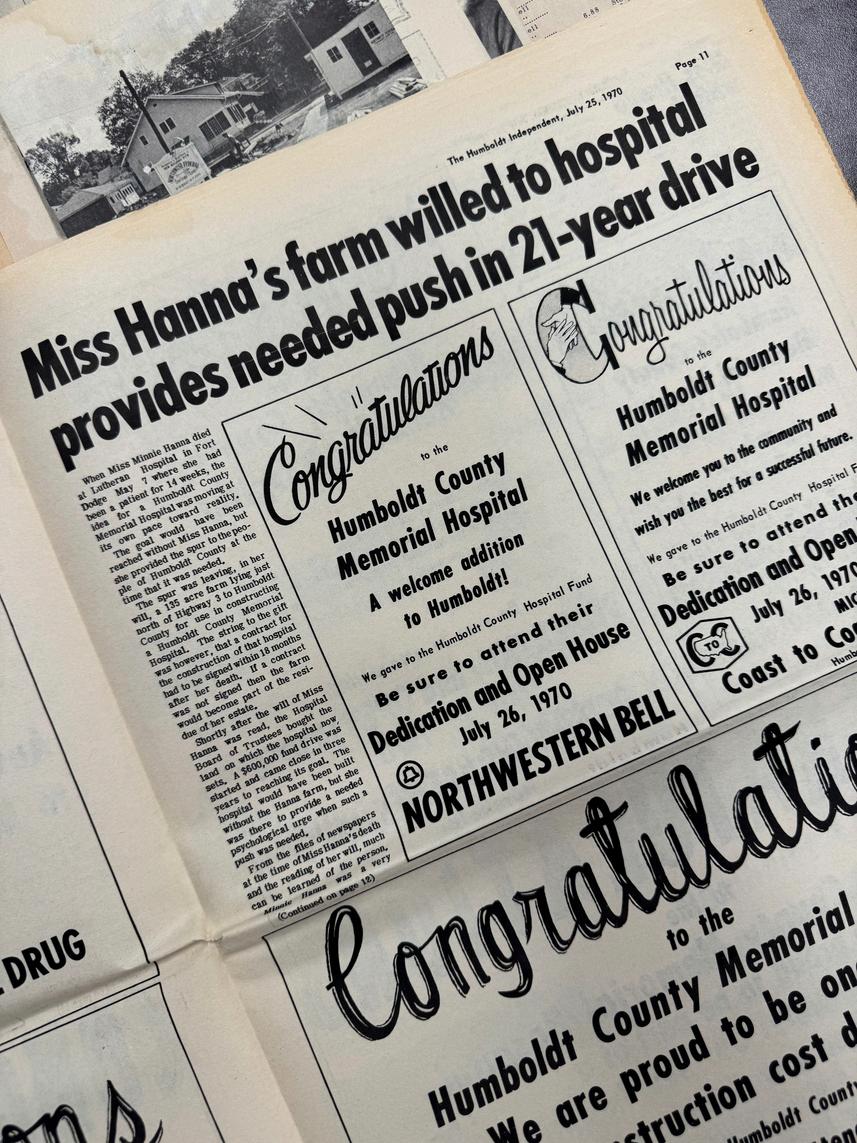 The Humboldt Independent, July 25, 1970
Page 11
Miss Hanna's farm willed to hospital
provides needed push in 21-year drive
When Miss Minnie Hanna died
at Lutheran Hospital in Fort
Dodge May 7 where she had
been a patient for 14 weeks, the
idea for a Humboldt County
Memorial Hospital was moving at
its own pace toward reality.
The goal would have been
reached without Miss Hanna, but
she provided the spur to the peo-
ple of Humboldt County at the
time that it was needed.
The spur was leaving, in her
will, a 135 acre farm lying just
north of Highway 3 to Humboldt
County for use in constructing
a Humboldt County Memorial
Hospital. The string to the gift
was however, that a contract for
the construction of that hospital
had to be signed within 18 months
after her death. If a contract
was not signed then the farm
would become part of the resi-
due of her estate.
Shortly after the will of Miss
Hanna was read, the Hospital
Board of Trustees bought the
land on which the hospital now
sets. A $600,000 fund drive was
started and came close in three
years to reaching its goal. The
hospital would have been built
without the Hanna farm, but she
was there to provide a needed
psychological urge when such a
push was needed.
From the files of newspapers
at the time of Miss Hanna's death
and the reading of her will, much
can be learned of the person.
Minnie Hanna was a very
(Continued on page 12)
Congratulations
to the
Humboldt County
Memorial Hospital
A welcome addition
to Humboldt!
We gave to the Humboldt County Hospital Fund
Be sure to attend their
Dedication and Open House
July 26, 1970
NORTHWESTERN BELL
Congratulations
to the
Humboldt County
Memorial Hospital
We welcome you to the community and
wish you the best for a successful future.
We gave to the Humboldt County Hospital F
Be sure to attend the
Dedication and Open
July 26, 1970
MIC
C TO C
Coast to Co
Humb
Congratulatio
to the
Humboldt County Memorial
We are proud to be one
struction cost d
Humboldt County
DRUG
ons